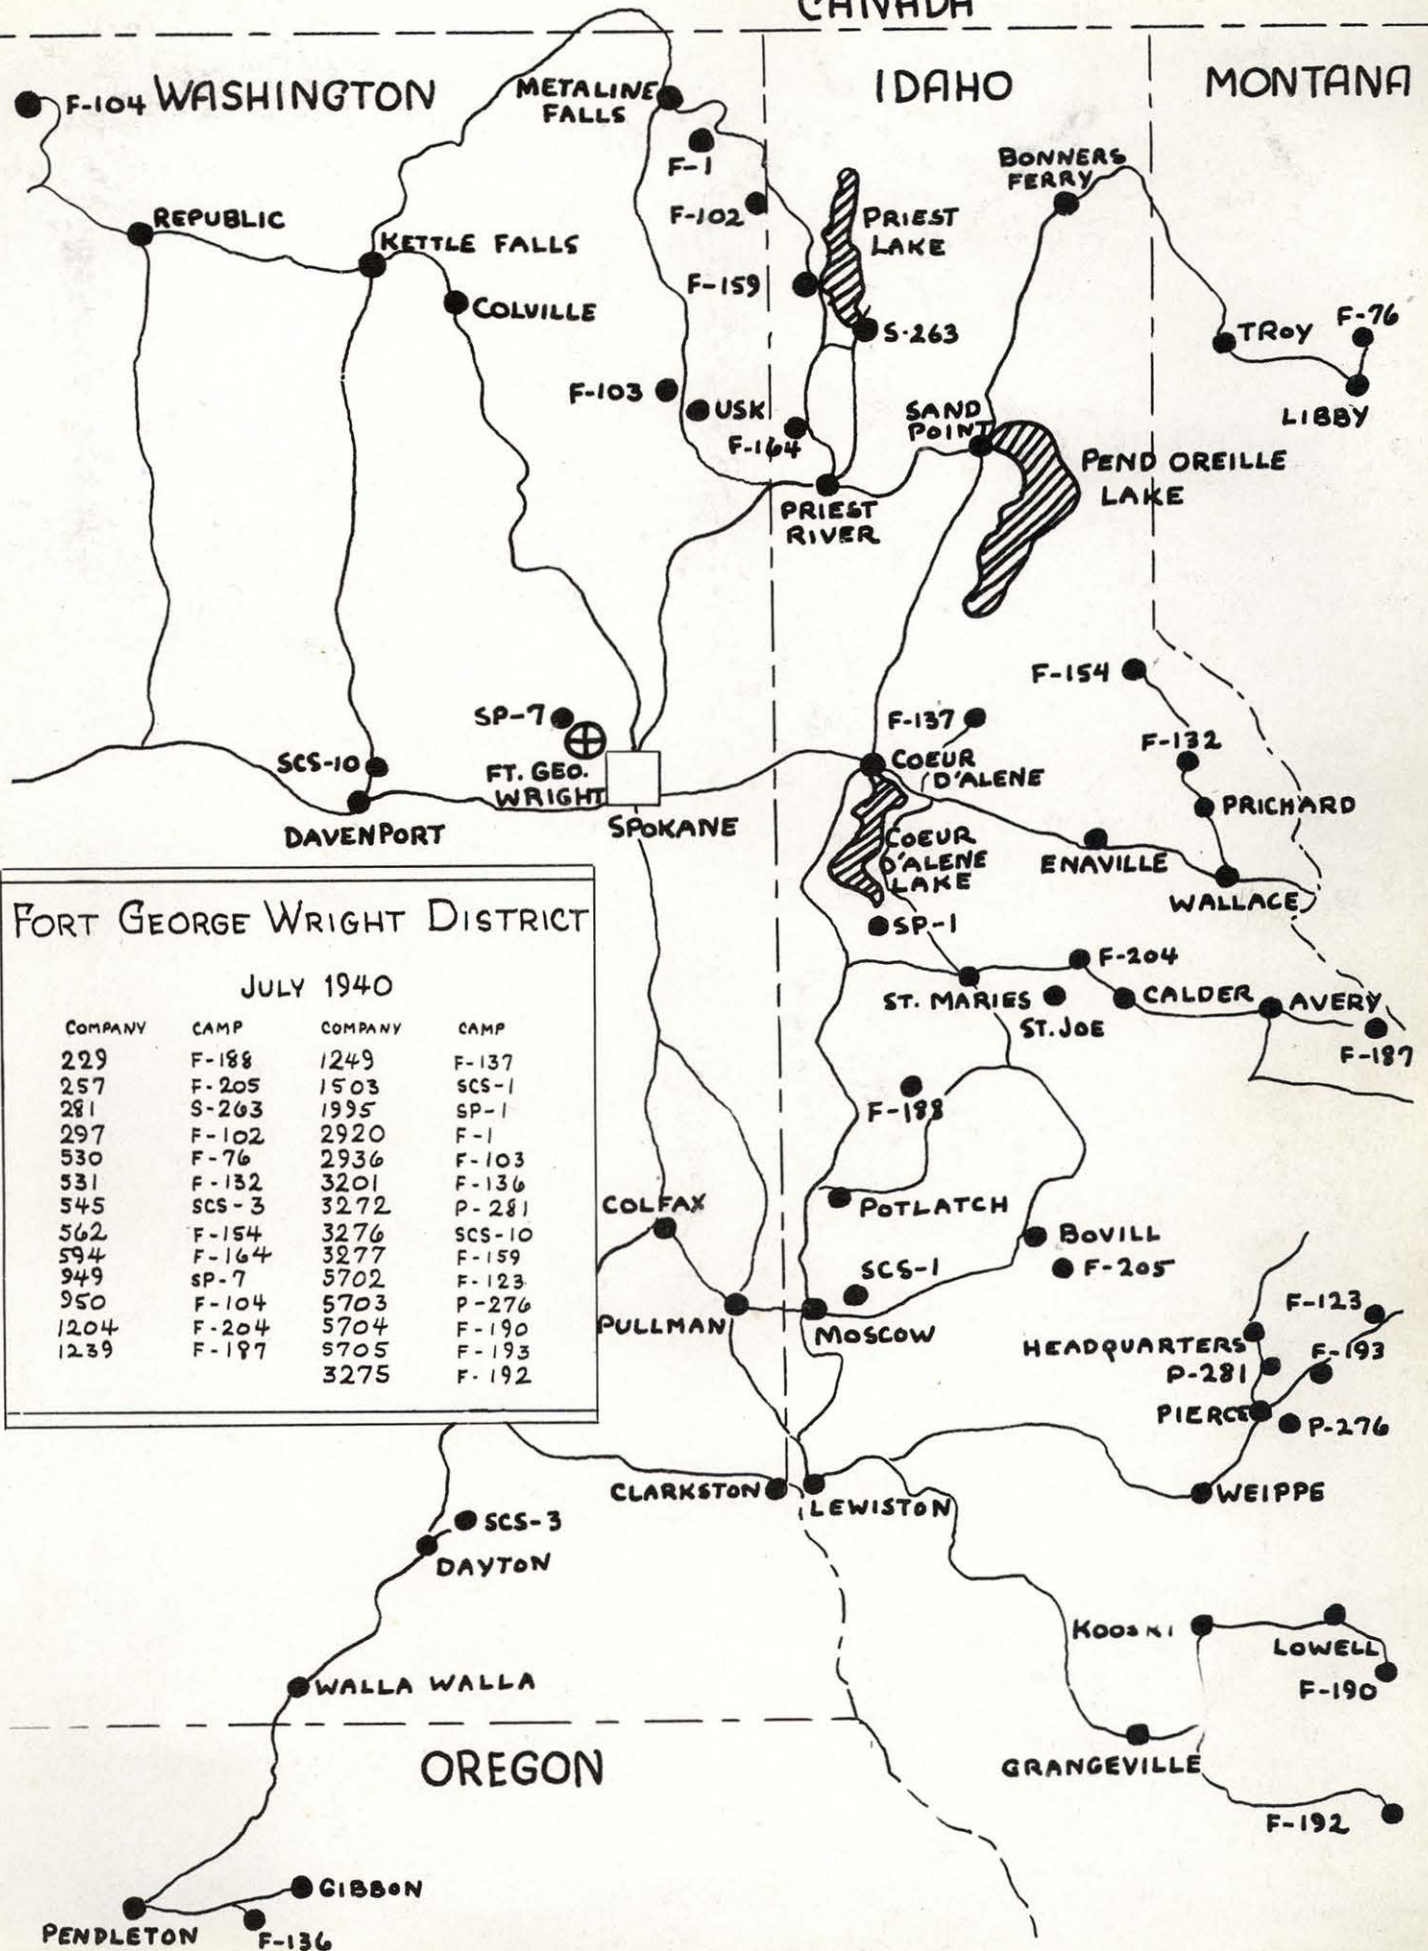 CANADA
WASHINGTON
IDAHO
MONTANA
F-104
METALINE
FALLS
F-1
BONNERS
FERRY
F-102
PRIEST
LAKE
REPUBLIC
KETTLE FALLS
F-159
COLVILLE
S-263
TROY
F-76
LIBBY
F-103
USK
F-164
SAND
POINT
PEND OREILLE
LAKE
PRIEST
RIVER
F-154
SP-7
F-137
F-132
SCS-10
FT. GEO.
WRIGHT
COEUR
D'ALENE
PRICHARD
DAVENPORT
SPOKANE
COEUR
D'ALENE
LAKE
ENAVILLE
WALLACE
SP-1
F-204
ST. MARIES
ST. JOE
CALDER
AVERY
F-187
FORT GEORGE WRIGHT DISTRICT
JULY 1940
COMPANY CAMP COMPANY CAMP
229 F-188 1249 F-137
257 F-205 1503 SCS-1
281 S-263 1995 SP-1
297 F-102 2920 F-1
530 F-76 2936 F-103
531 F-132 3201 F-136
545 SCS-3 3272 P-281
562 F-154 3276 SCS-10
594 F-164 3277 F-159
949 SP-7 5702 F-123
950 F-104 5703 P-276
1204 F-204 5704 F-190
1239 F-187 5705 F-193
3275 F-192
F-188
COLFAX
POTLATCH
BOVILL
F-205
SCS-1
PULLMAN
MOSCOW
F-123
HEADQUARTERS
F-193
P-281
PIERCE
P-276
CLARKSTON
LEWISTON
WEIPPE
SCS-3
DAYTON
KOOSKI
LOWELL
F-190
WALLA WALLA
OREGON
GRANGEVILLE
F-192
GIBBON
PENDLETON
F-136